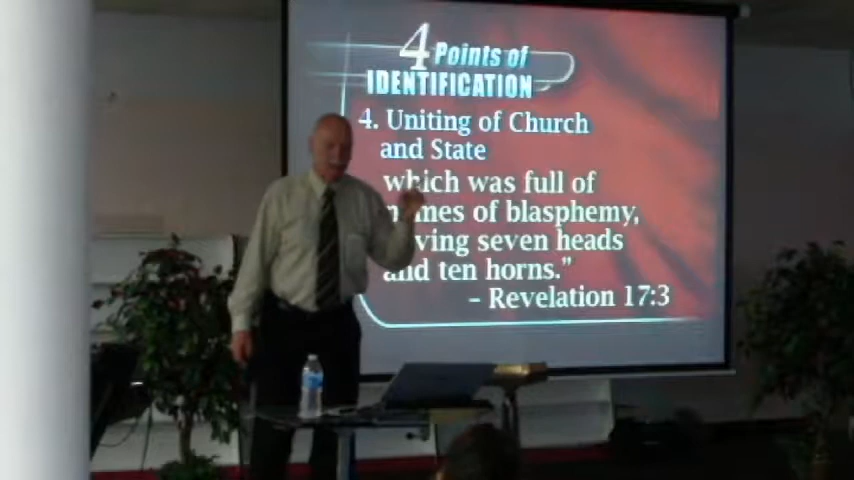 4 Points of
IDENTIFICATION
4. Uniting of Church
and State
which was full of
of blasphemy,
seven heads
and ten horns.”
– Revelation 17:3